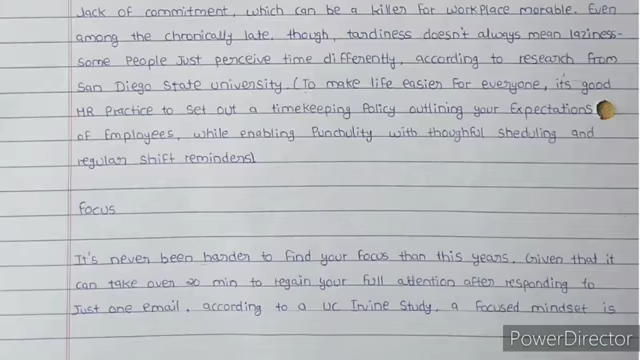 Jack of commitment, which can be a killer for workplace morable. Even
among the chronically late, though, tandiness doesn't always mean laziness-
some People Just perceive time differently, according to research from
San Diego State university. (To make life easier for everyone, it's good
HR Practice to set out a timekeeping Policy outlining your Expectations
of Employees, while enabling Punchulity with thoughful sheduling and
regular shift reminders)
Focus
It's never been harder to find your focus than this years. Given that it
can take over 20 min to regain your full attention after responding to
Just one email, according to a UC Irvine Study, a focused mindset is
PowerDirector